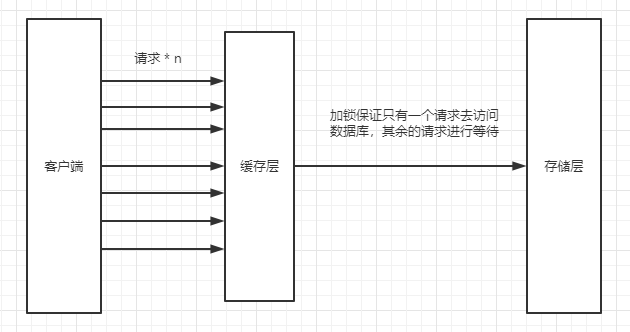 请求 * n
加锁保证只有一个请求去访问
数据库，其余的请求进行等待
客户端
缓存层
存储层